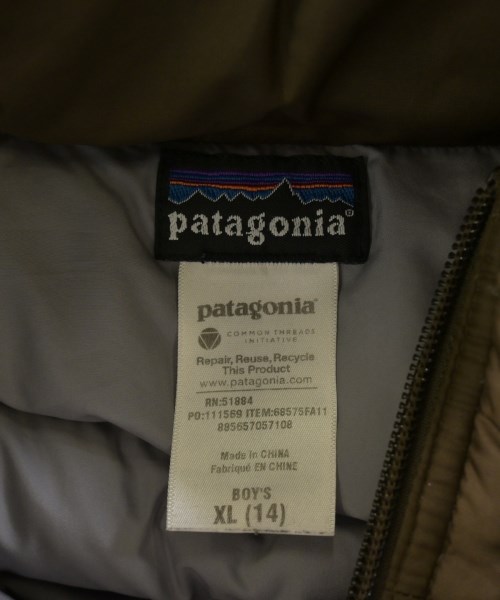 patagonia®
patagonia®
COMMON THREADS
INITIATIVE
Repair, Reuse, Recycle
This Product
www.patagonia.com
RN:51884
PO:111569 ITEM:68575FA11
895657057108
Made in CHINA
Fabriqué EN CHINE
BOY'S
XL (14)